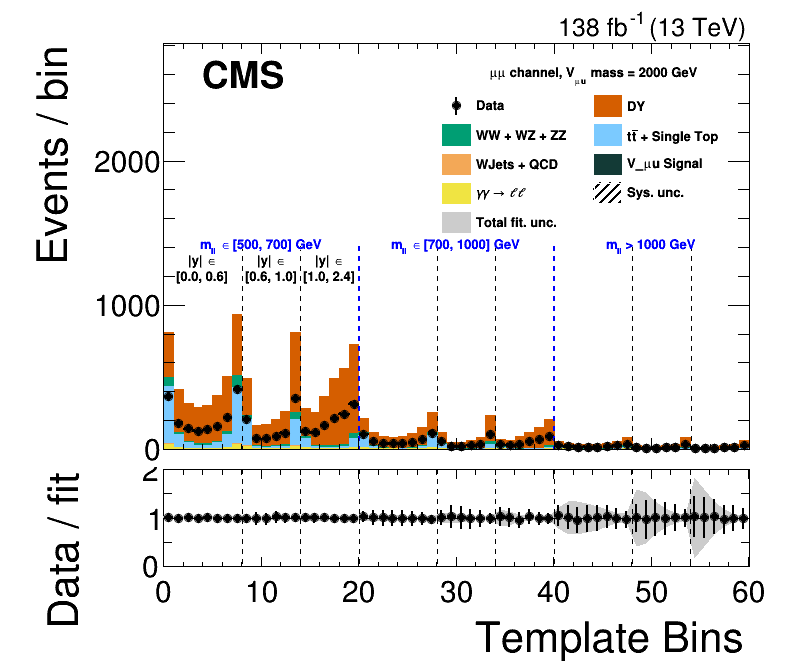 138 fb⁻¹ (13 TeV)
CMS
μμ channel, V_μu mass = 2000 GeV
Data
DY
WW + WZ + ZZ
tt̄ + Single Top
WJets + QCD
V_μu Signal
γγ → ℓℓ
Sys. unc.
Total fit. unc.
m_ll ∈ [500, 700] GeV
m_ll ∈ [700, 1000] GeV
m_ll > 1000 GeV
|y| ∈
[0.0, 0.6]
|y| ∈
[0.6, 1.0]
|y| ∈
[1.0, 2.4]
Events / bin
2000
1000
0
Data / fit
2
1
0
0 10 20 30 40 50 60
Template Bins